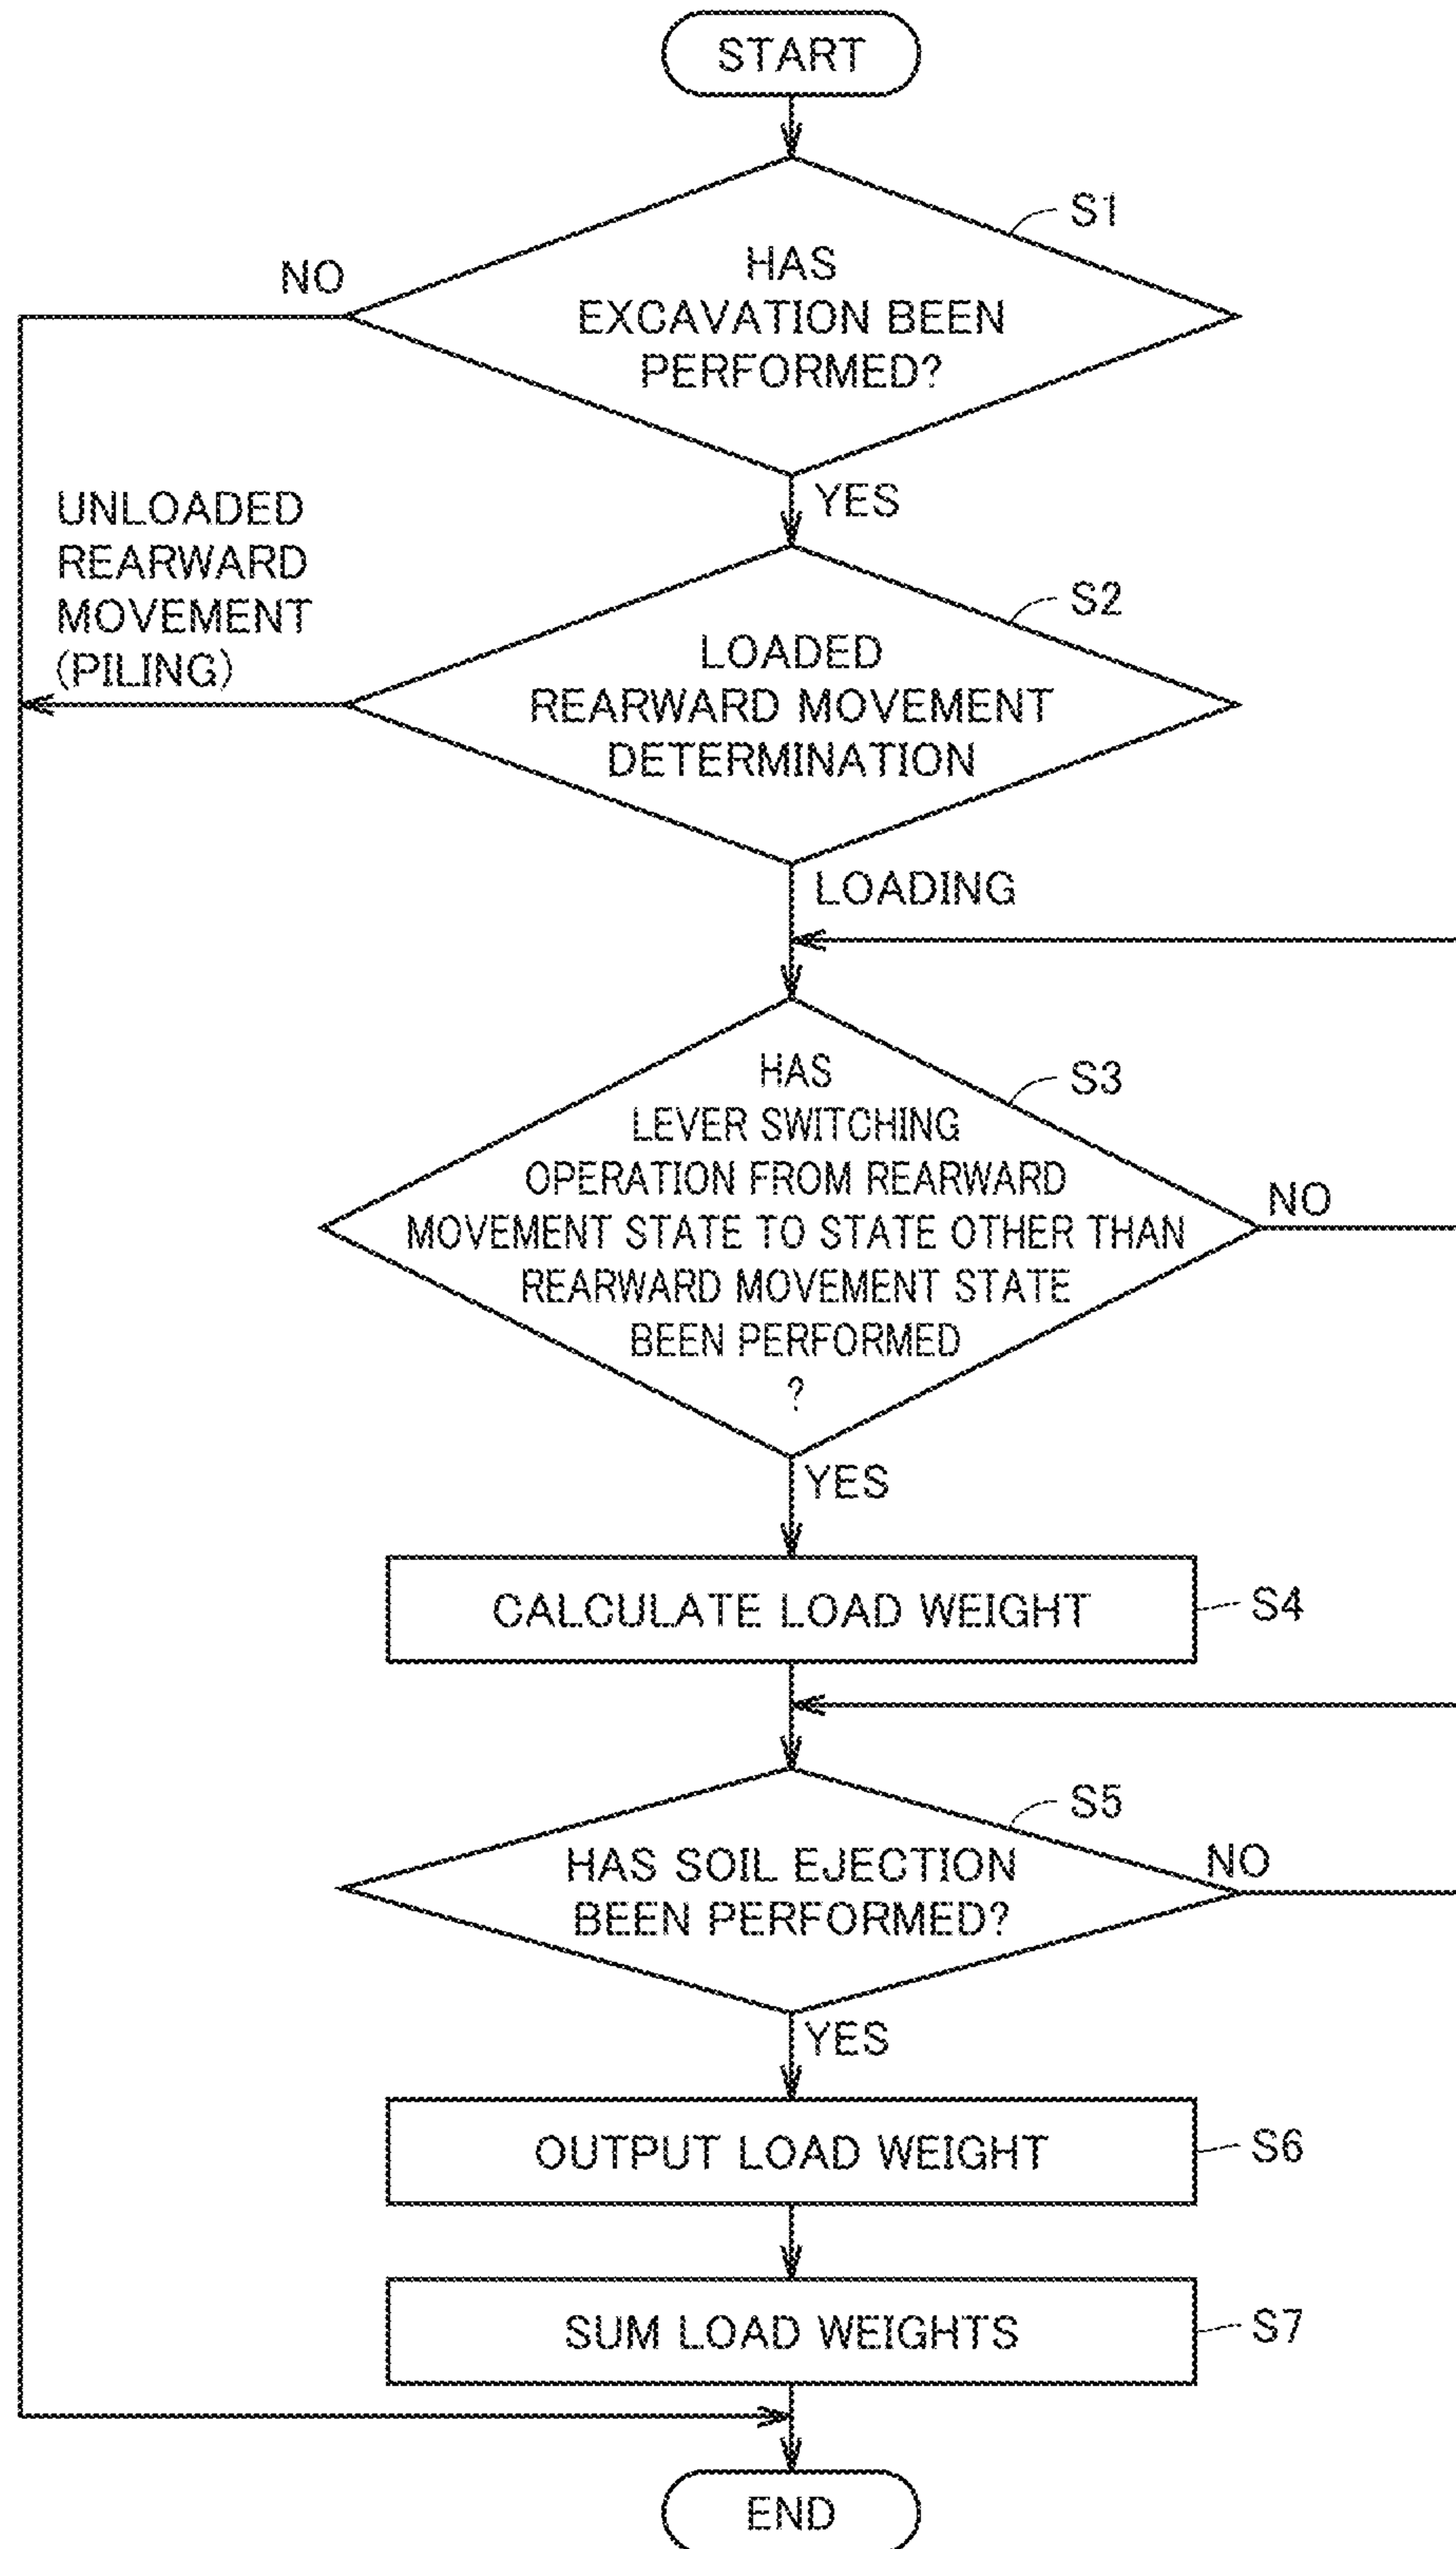 START
S1
HAS
EXCAVATION BEEN
PERFORMED?
NO
YES
UNLOADED
REARWARD
MOVEMENT
(PILING)
S2
LOADED
REARWARD MOVEMENT
DETERMINATION
LOADING
S3
HAS
LEVER SWITCHING
OPERATION FROM REARWARD
MOVEMENT STATE TO STATE OTHER THAN
REARWARD MOVEMENT STATE
BEEN PERFORMED
?
NO
YES
CALCULATE LOAD WEIGHT
S4
S5
HAS SOIL EJECTION
BEEN PERFORMED?
NO
YES
OUTPUT LOAD WEIGHT
S6
SUM LOAD WEIGHTS
S7
END